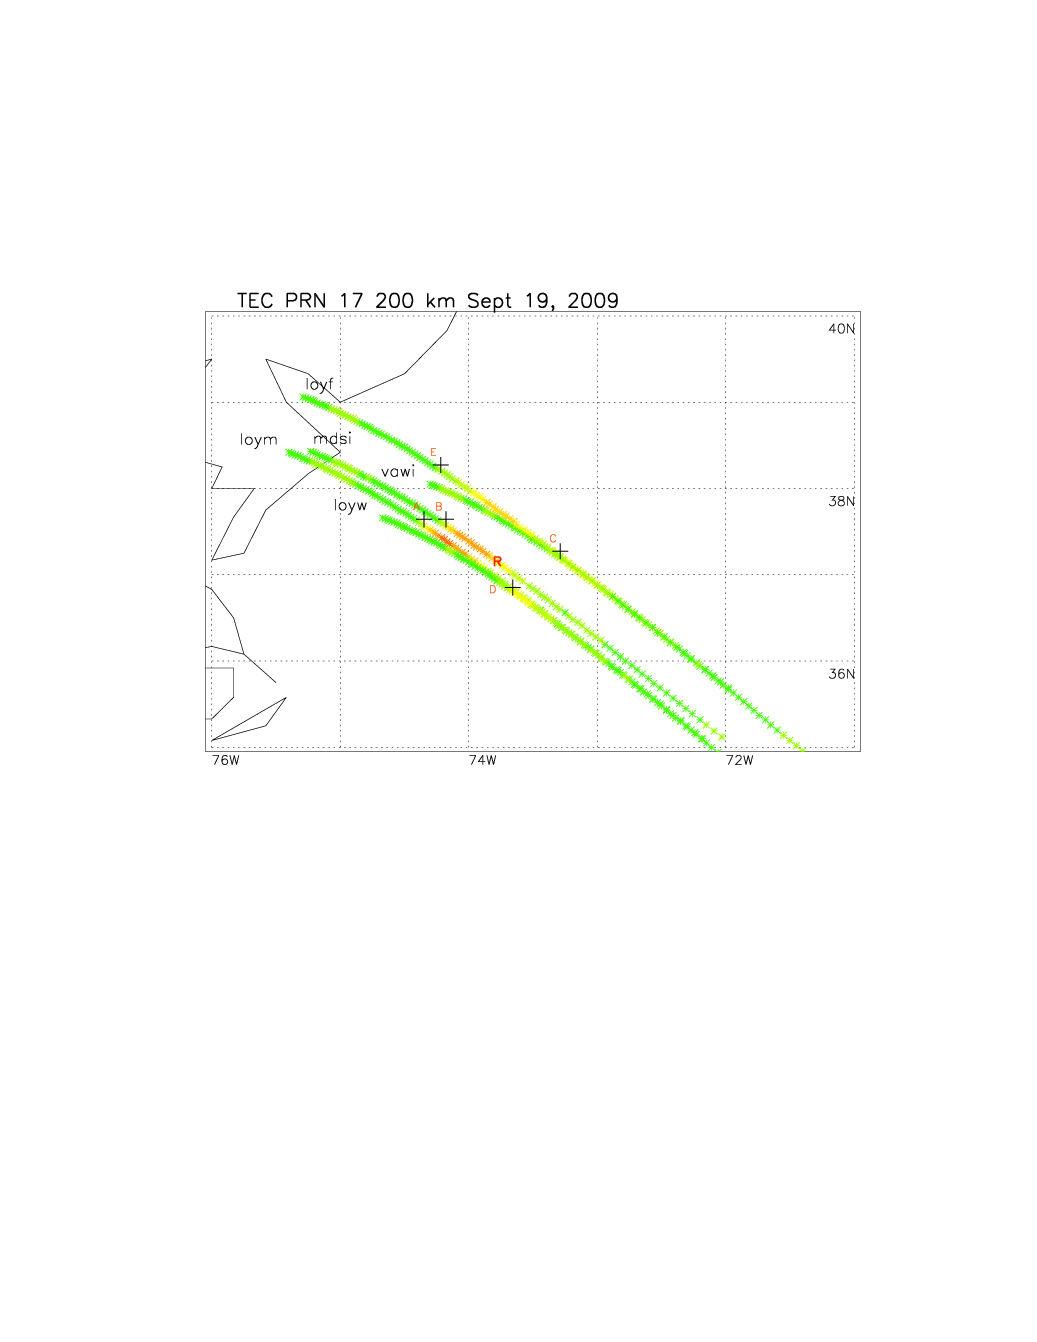 TEC PRN 17 200 km Sept 19, 2009
40N
loyf
loym
mdsi
E
vawi
38N
loyw
A
B
C
R
D
36N
76W
74W
72W